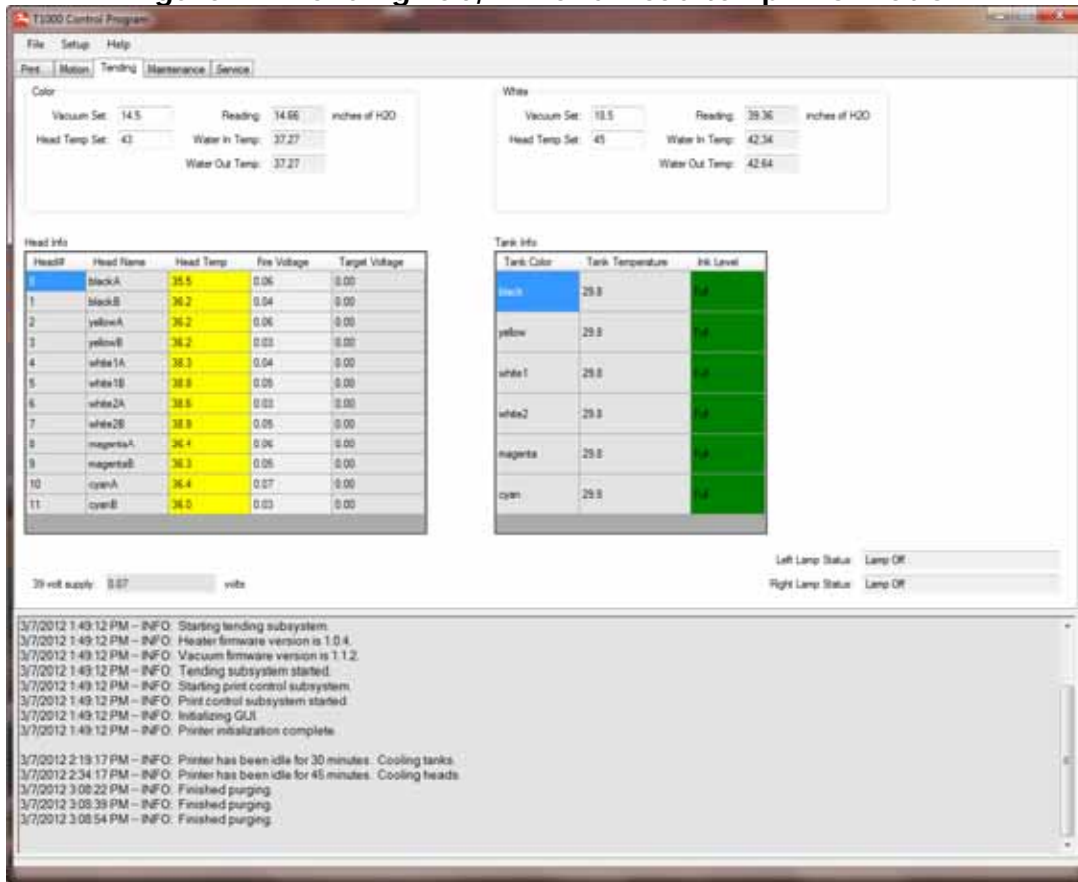 T1000 Control Program
File Setup Help
Print Motion Tending Maintenance Service
Color
Vacuum Set: 14.5 Reading: 14.66 inches of H2O
Head Temp Set: 43 Water In Temp: 37.27
Water Out Temp: 37.27
White
Vacuum Set: 18.5 Reading: 39.36 inches of H2O
Head Temp Set: 45 Water In Temp: 42.34
Water Out Temp: 42.64
Head Info
Head# Head Name Head Temp Fire Voltage Target Voltage
0 blackA 35.5 0.06 0.00
1 blackB 36.2 0.04 0.00
2 yellowA 36.2 0.06 0.00
3 yellowB 36.2 0.03 0.00
4 white1A 38.3 0.04 0.00
5 white1B 38.8 0.05 0.00
6 white2A 38.6 0.03 0.00
7 white2B 38.9 0.05 0.00
8 magentaA 36.4 0.06 0.00
9 magentaB 36.3 0.05 0.00
10 cyanA 36.4 0.07 0.00
11 cyanB 36.0 0.03 0.00
Tank Info
Tank Color Tank Temperature Ink Level
black 29.8 Full
yellow 29.8 Full
white1 29.8 Full
white2 29.8 Full
magenta 29.8 Full
cyan 29.8 Full
Left Lamp Status: Lamp Off
39 volt supply: 0.07 volts
Right Lamp Status: Lamp Off
3/7/2012 1:49:12 PM -- INFO: Starting tending subsystem.
3/7/2012 1:49:12 PM -- INFO: Heater firmware version is 1.0.4.
3/7/2012 1:49:12 PM -- INFO: Vacuum firmware version is 1.1.2.
3/7/2012 1:49:12 PM -- INFO: Tending subsystem started.
3/7/2012 1:49:12 PM -- INFO: Starting print control subsystem.
3/7/2012 1:49:12 PM -- INFO: Print control subsystem started
3/7/2012 1:49:12 PM -- INFO: Initializing GUI
3/7/2012 1:49:12 PM -- INFO: Printer initialization complete.
3/7/2012 2:19:17 PM -- INFO: Printer has been idle for 30 minutes. Cooling tanks.
3/7/2012 2:34:17 PM -- INFO: Printer has been idle for 45 minutes. Cooling heads.
3/7/2012 3:08:22 PM -- INFO: Finished purging.
3/7/2012 3:08:39 PM -- INFO: Finished purging.
3/7/2012 3:08:54 PM -- INFO: Finished purging.